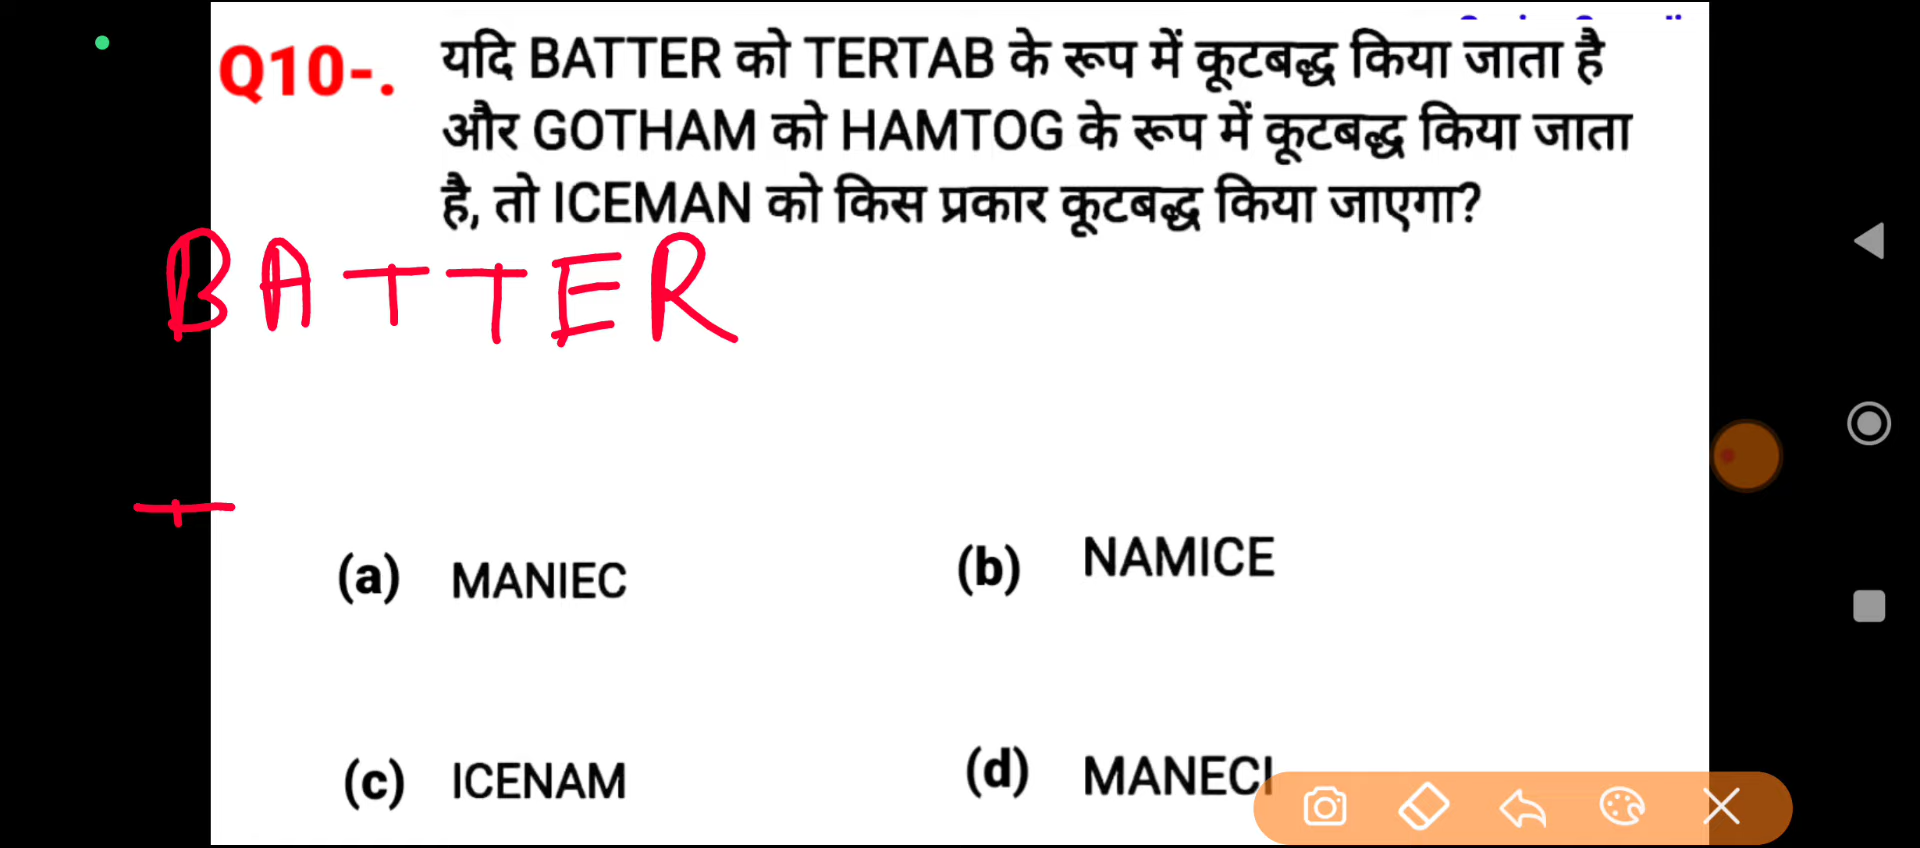 Q10-. यदि BATTER को TERTAB के रूप में कूटबद्ध किया जाता है
और GOTHAM को HAMTOG के रूप में कूटबद्ध किया जाता
है, तो ICEMAN को किस प्रकार कूटबद्ध किया जाएगा?
BATTER
(a) MANIEC
(b) NAMICE
(c) ICENAM
(d) MANECI